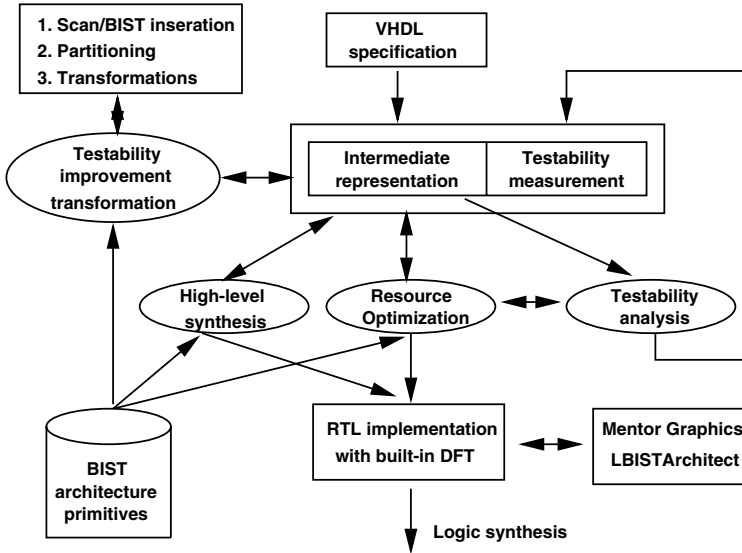 1. Scan/BIST inseration
2. Partitioning
3. Transformations
VHDL
specification
Testability
improvement
transformation
Intermediate
representation
Testability
measurement
High-level
synthesis
Resource
Optimization
Testability
analysis
BIST
architecture
primitives
RTL implementation
with built-in DFT
Mentor Graphics
LBISTArchitect
Logic synthesis